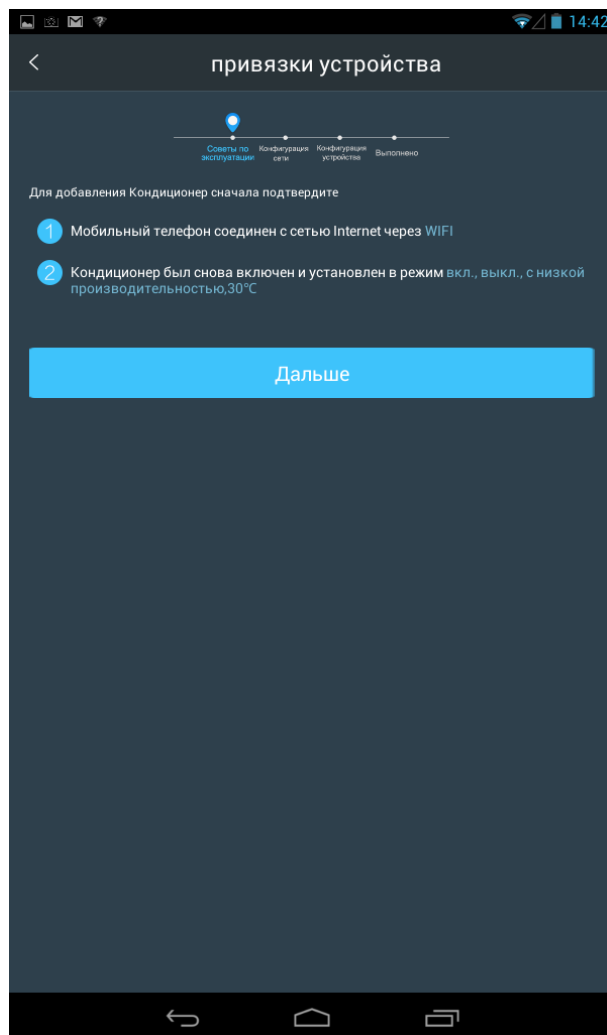 14:42
привязки устройства
Советы по
эксплуатации
Конфигурация
сети
Конфигурация
устройства
Выполнено
Для добавления Кондиционер сначала подтвердите
1 Мобильный телефон соединен с сетью Internet через WIFI
2 Кондиционер был снова включен и установлен в режим вкл., выкл., с низкой
производительностью,30℃
Дальше